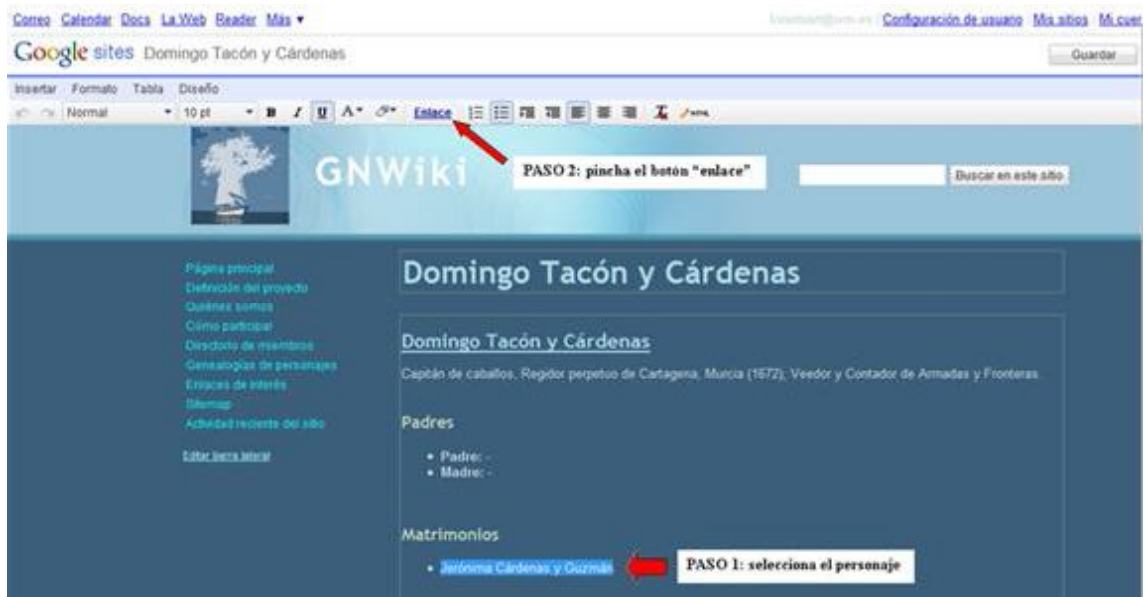 Correo Calendar Docs La Web Reader Más ▾ Configuración de usuario Mis sitios Mi cuen
Google sites Domingo Tacón y Cárdenas Guardar
Insertar Formato Tabla Diseño
Normal 10 pt B I U A Enlace HTML
PASO 2: pincha el botón "enlace"
GNWiki
Buscar en este sitio
Página principal
Definición del proyecto
Quiénes somos
Cómo participar
Directorio de miembros
Genealogías de personajes
Enlaces de interés
Sitemap
Actividad reciente del sitio
Editar barra lateral
Domingo Tacón y Cárdenas
Domingo Tacón y Cárdenas
Capitán de caballos, Regidor perpetuo de Cartagena, Murcia (1672), Veedor y Contador de Armadas y Fronteras.
Padres
• Padre: -
• Madre: -
Matrimonios
• Jerónima Cárdenas y Guzmán
PASO 1: selecciona el personaje